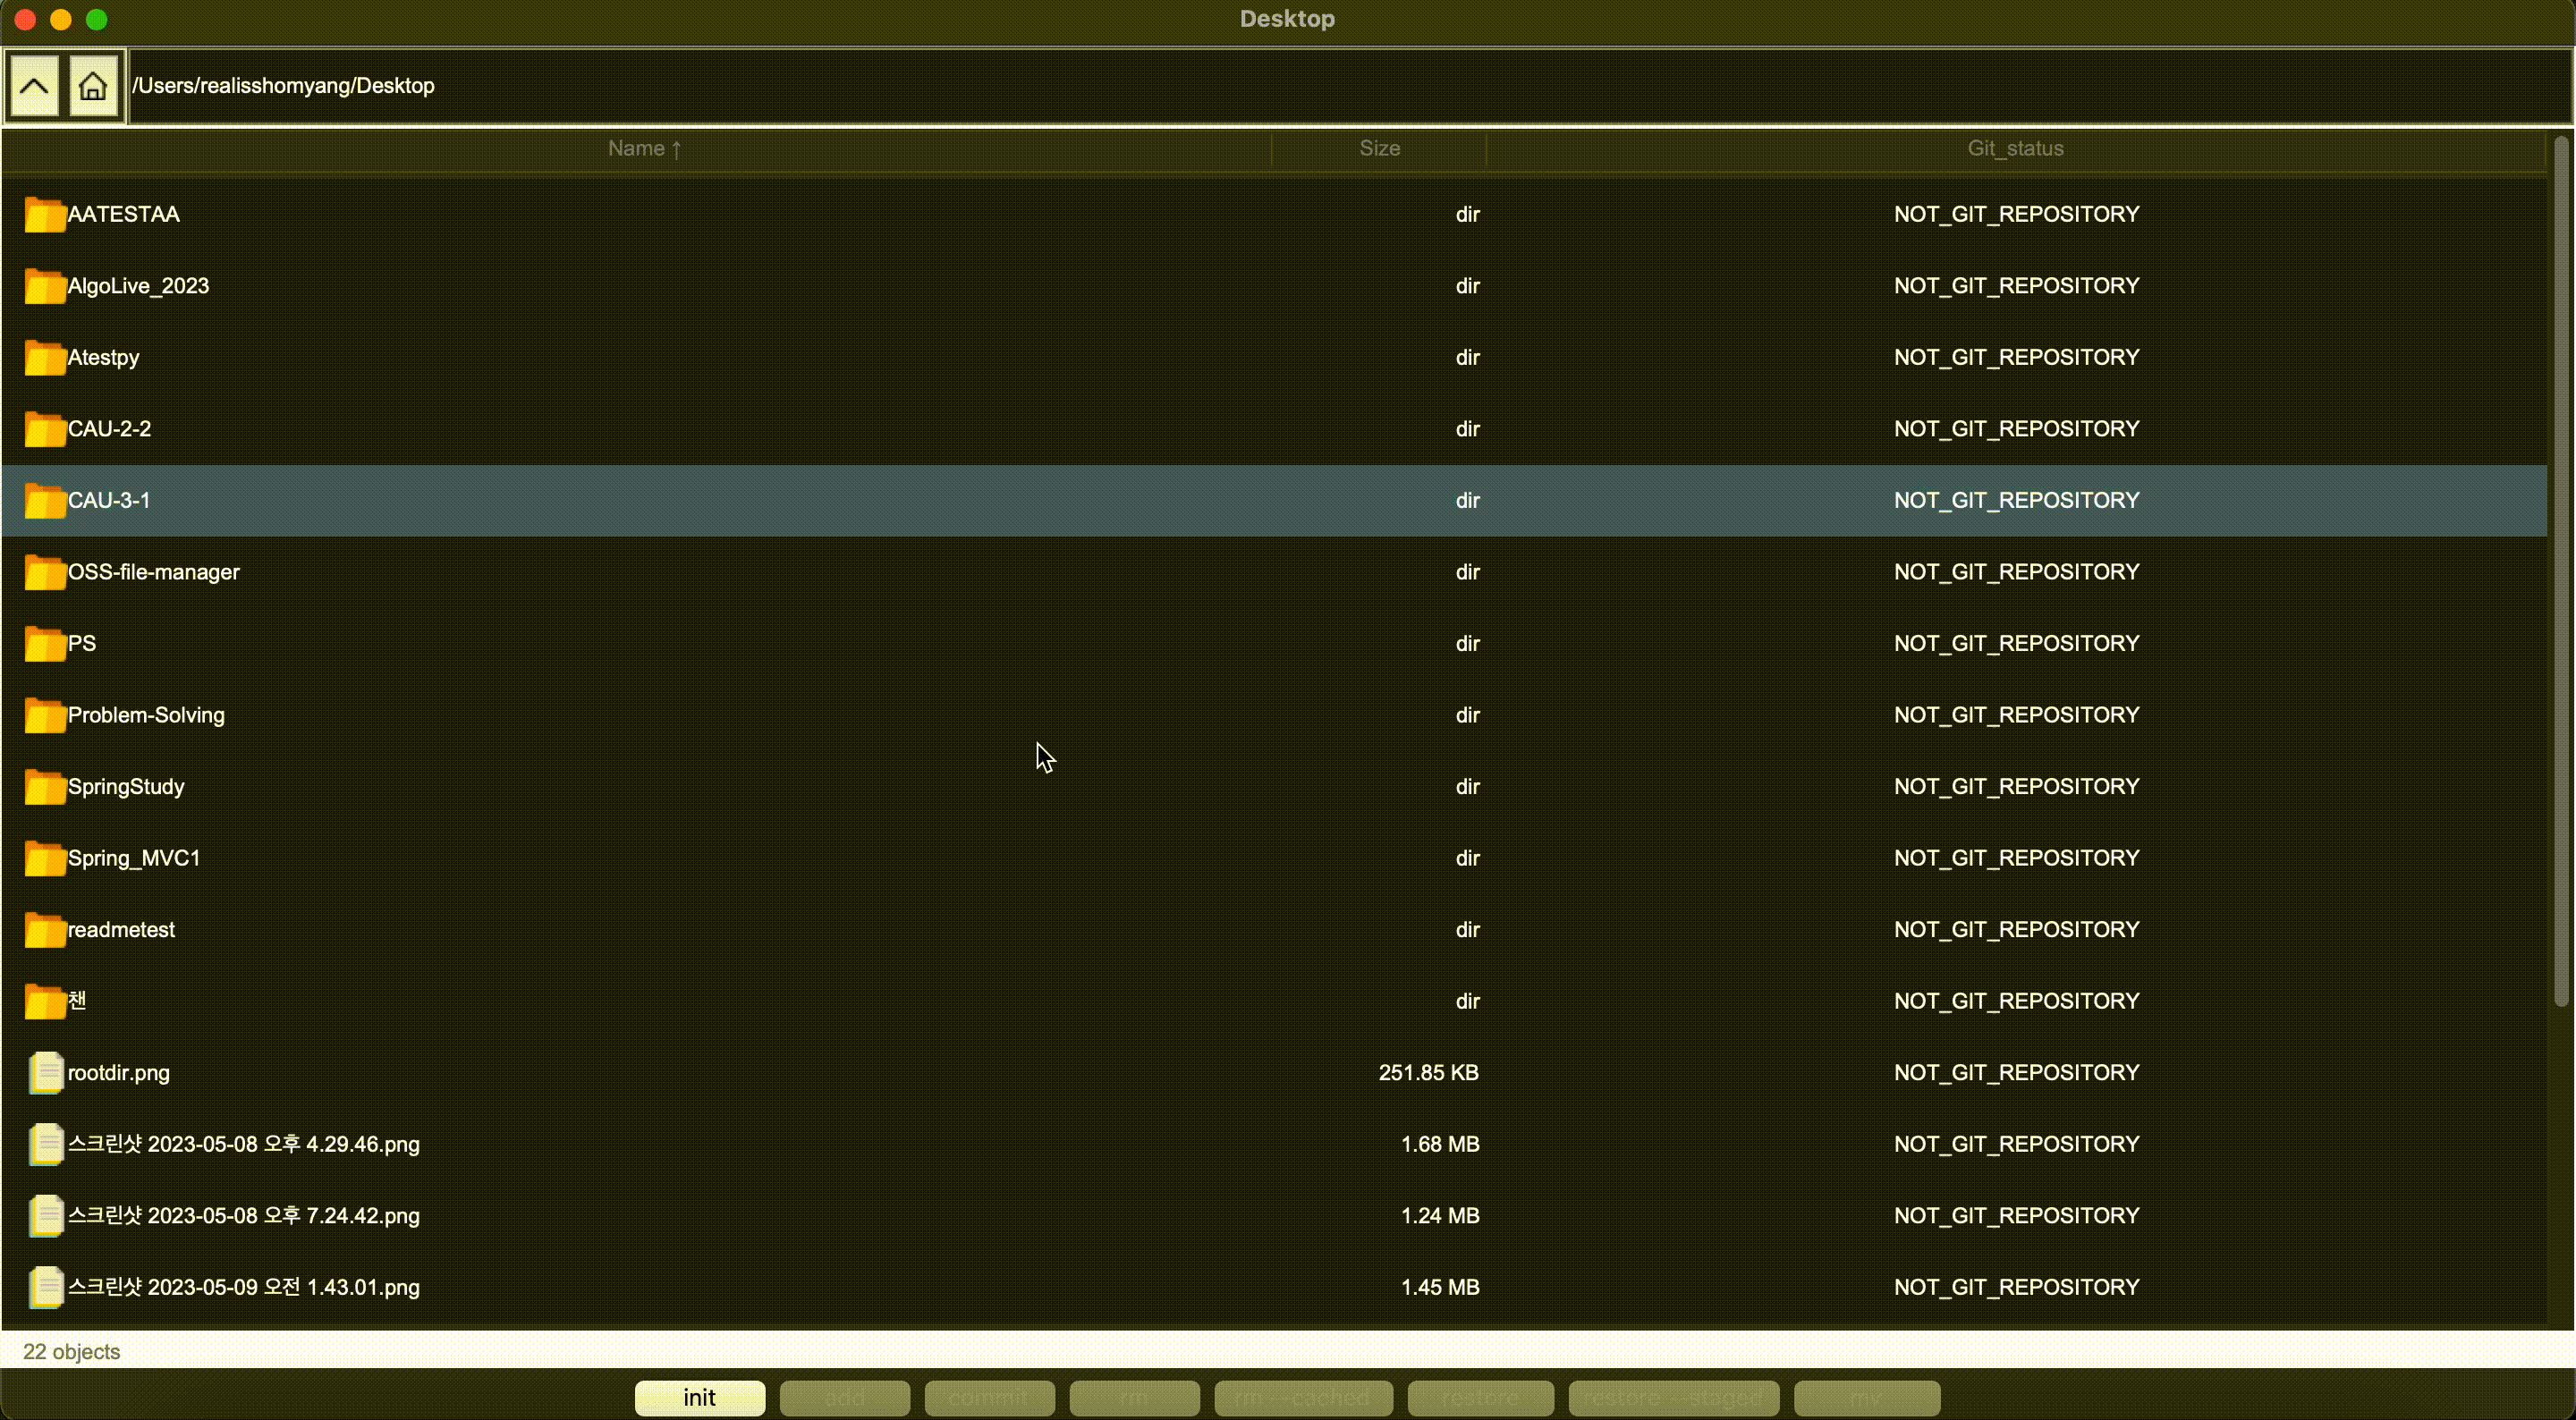 Desktop
/Users/realisshomyang/Desktop
Name ↑ Size Git_status
AATESTAA dir NOT_GIT_REPOSITORY
AlgoLive_2023 dir NOT_GIT_REPOSITORY
Atestpy dir NOT_GIT_REPOSITORY
CAU-2-2 dir NOT_GIT_REPOSITORY
CAU-3-1 dir NOT_GIT_REPOSITORY
OSS-file-manager dir NOT_GIT_REPOSITORY
PS dir NOT_GIT_REPOSITORY
Problem-Solving dir NOT_GIT_REPOSITORY
SpringStudy dir NOT_GIT_REPOSITORY
Spring_MVC1 dir NOT_GIT_REPOSITORY
readmetest dir NOT_GIT_REPOSITORY
챈 dir NOT_GIT_REPOSITORY
rootdir.png 251.85 KB NOT_GIT_REPOSITORY
스크린샷 2023-05-08 오후 4.29.46.png 1.68 MB NOT_GIT_REPOSITORY
스크린샷 2023-05-08 오후 7.24.42.png 1.24 MB NOT_GIT_REPOSITORY
스크린샷 2023-05-09 오전 1.43.01.png 1.45 MB NOT_GIT_REPOSITORY
22 objects
init add commit rm rm --cached restore restore --staged mv